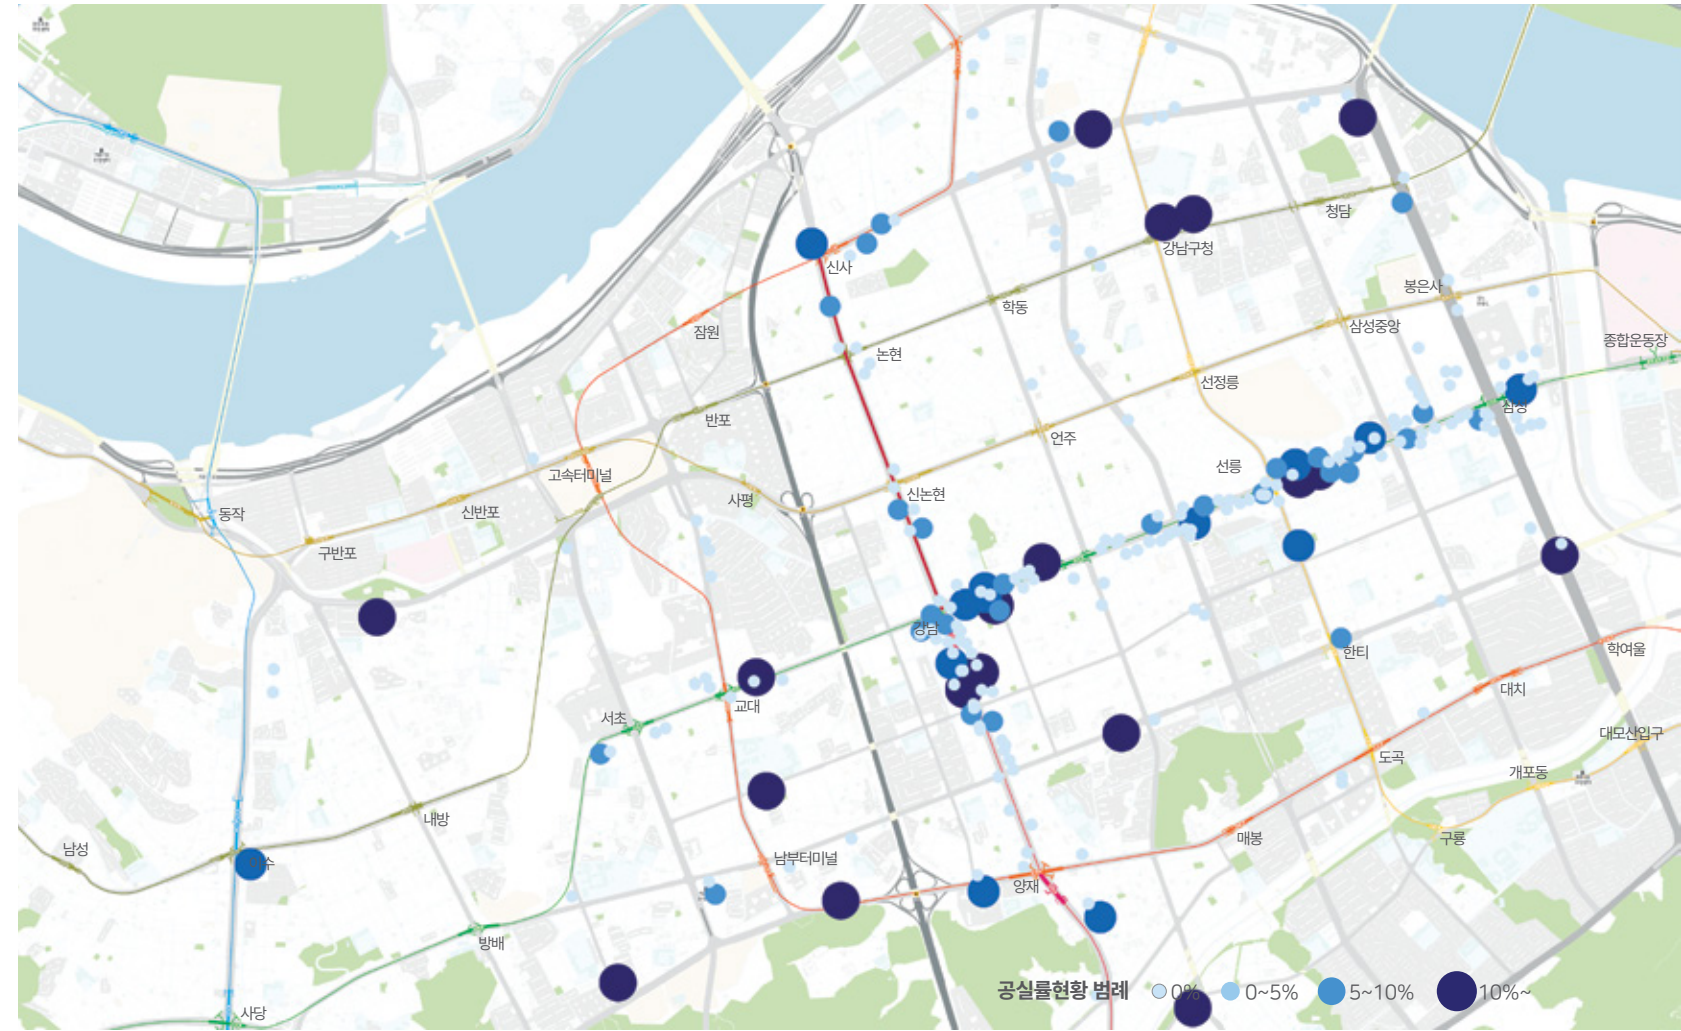 청담
강남구청
신사
봉은사
학동
삼성중앙
잠원
종합운동장
논현
선정릉
삼성
반포
언주
선릉
고속터미널
신논현
사평
신반포
동작
구반포
강남
학여울
한티
대치
교대
서초
대모산입구
도곡
개포동
내방
매봉
구룡
남성
남부터미널
수
양재
방배
공실률현황 범례 0% 0~5% 5~10% 10%~
사당